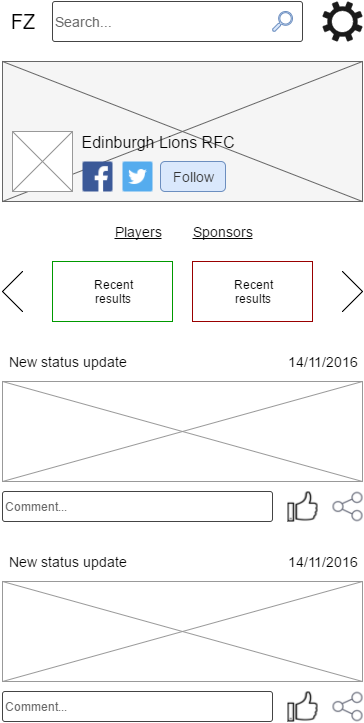 FZ
Search...
Edinburgh Lions RFC
Follow
Players Sponsors
Recent
results
Recent
results
New status update 14/11/2016
Comment...
New status update 14/11/2016
Comment...